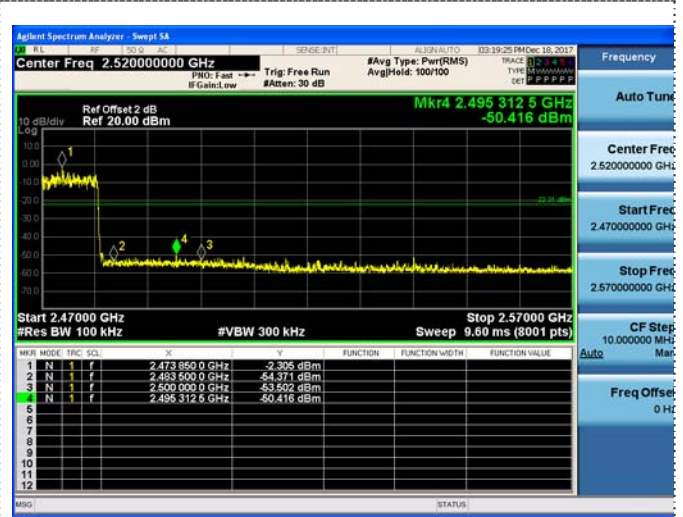 Agilent Spectrum Analyzer - Swept SA
RL RF 50 Ω AC SENSE:INT ALIGN AUTO 03:19:25 PM Dec 18, 2017
Center Freq 2.520000000 GHz
PNO: Fast
IFGain:Low
Trig: Free Run
#Atten: 30 dB
#Avg Type: Pwr(RMS)
Avg|Hold: 100/100
TRACE 1 2 3 4 5 6
TYPE M
DET P P P P P P
Frequency
Auto Tune
Center Freq
2.520000000 GHz
Start Freq
2.470000000 GHz
Stop Freq
2.570000000 GHz
CF Step
10.000000 MHz
Auto Man
Freq Offset
0 Hz
Mkr4 2.495 312 5 GHz
-50.416 dBm
Ref Offset 2 dB
10 dB/div Ref 20.00 dBm
Log
10.0
0.00
-10.0
-20.0
-30.0
-40.0
-50.0
-60.0
-70.0
1
2
4
3
Start 2.47000 GHz
Stop 2.57000 GHz
#Res BW 100 kHz
#VBW 300 kHz
Sweep 9.60 ms (8001 pts)
MKR MODE TRC SCL X Y FUNCTION FUNCTION WIDTH FUNCTION VALUE
1 N 1 f 2.473 850 0 GHz -2.305 dBm
2 N 1 f 2.483 500 0 GHz -54.371 dBm
3 N 1 f 2.500 000 0 GHz -53.502 dBm
4 N 1 f 2.495 312 5 GHz -50.416 dBm
5
6
7
8
9
10
11
12
MSG
STATUS